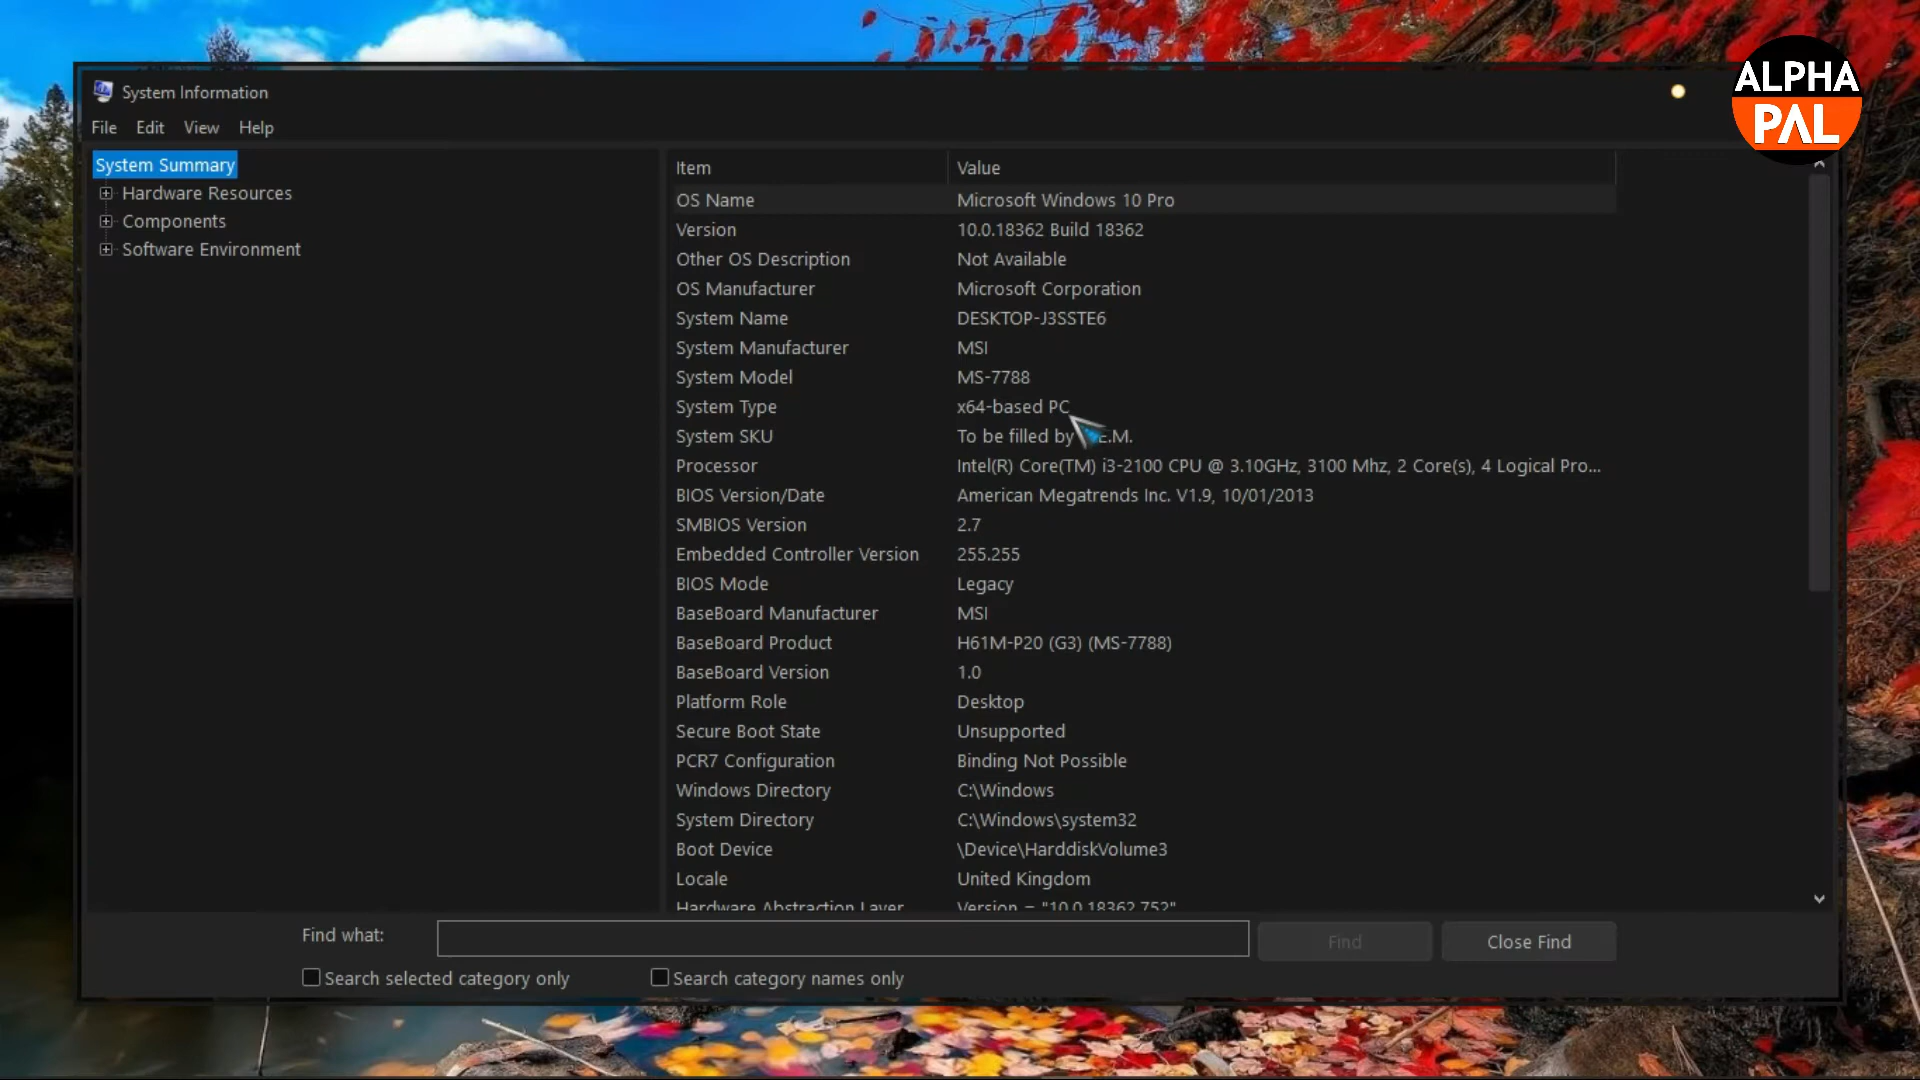 ALPHA
PAL
System Information
File Edit View Help
System Summary
Hardware Resources
Components
Software Environment
Item Value
OS Name Microsoft Windows 10 Pro
Version 10.0.18362 Build 18362
Other OS Description Not Available
OS Manufacturer Microsoft Corporation
System Name DESKTOP-J3SSTE6
System Manufacturer MSI
System Model MS-7788
System Type x64-based PC
System SKU To be filled by E.M.
Processor Intel(R) Core(TM) i3-2100 CPU @ 3.10GHz, 3100 Mhz, 2 Core(s), 4 Logical Pro...
BIOS Version/Date American Megatrends Inc. V1.9, 10/01/2013
SMBIOS Version 2.7
Embedded Controller Version 255.255
BIOS Mode Legacy
BaseBoard Manufacturer MSI
BaseBoard Product H61M-P20 (G3) (MS-7788)
BaseBoard Version 1.0
Platform Role Desktop
Secure Boot State Unsupported
PCR7 Configuration Binding Not Possible
Windows Directory C:\Windows
System Directory C:\Windows\system32
Boot Device \Device\HarddiskVolume3
Locale United Kingdom
Hardware Abstraction Layer Version = "10.0.18362.752"
Find what: Find Close Find
Search selected category only Search category names only